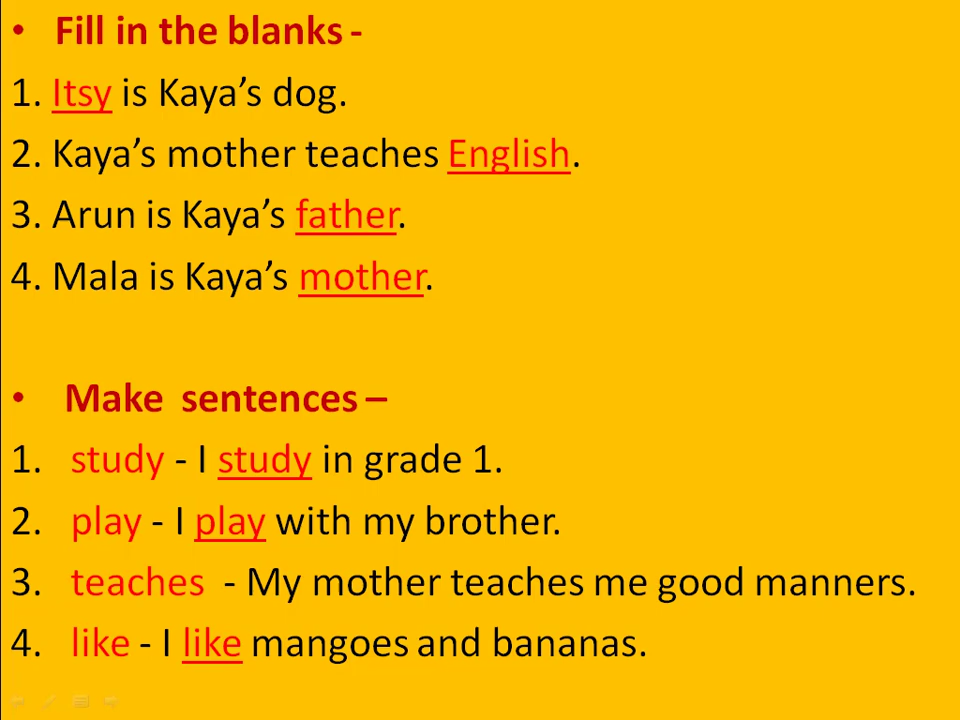 • Fill in the blanks -
1. Itsy is Kaya’s dog.
2. Kaya’s mother teaches English.
3. Arun is Kaya’s father.
4. Mala is Kaya’s mother.
• Make sentences –
1. study - I study in grade 1.
2. play - I play with my brother.
3. teaches - My mother teaches me good manners.
4. like - I like mangoes and bananas.